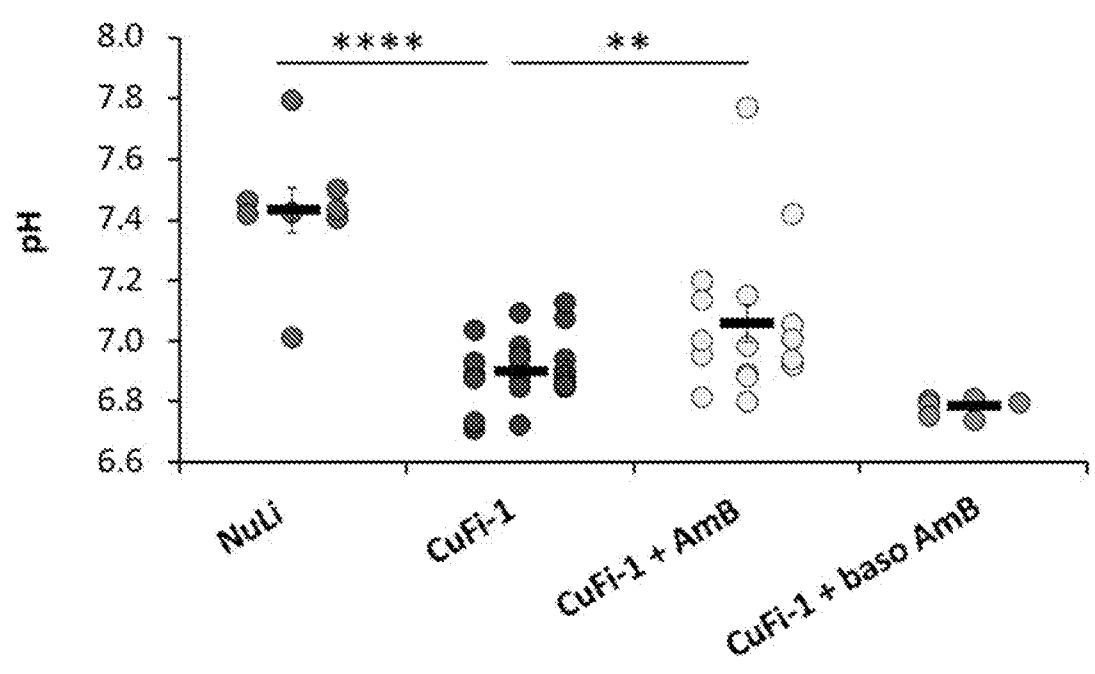 **** **
8.0
7.8
7.6
7.4
7.2
7.0
6.8
6.6
pH
NuLi
CuFi-1
CuFi-1 + AmB
CuFi-1 + baso AmB